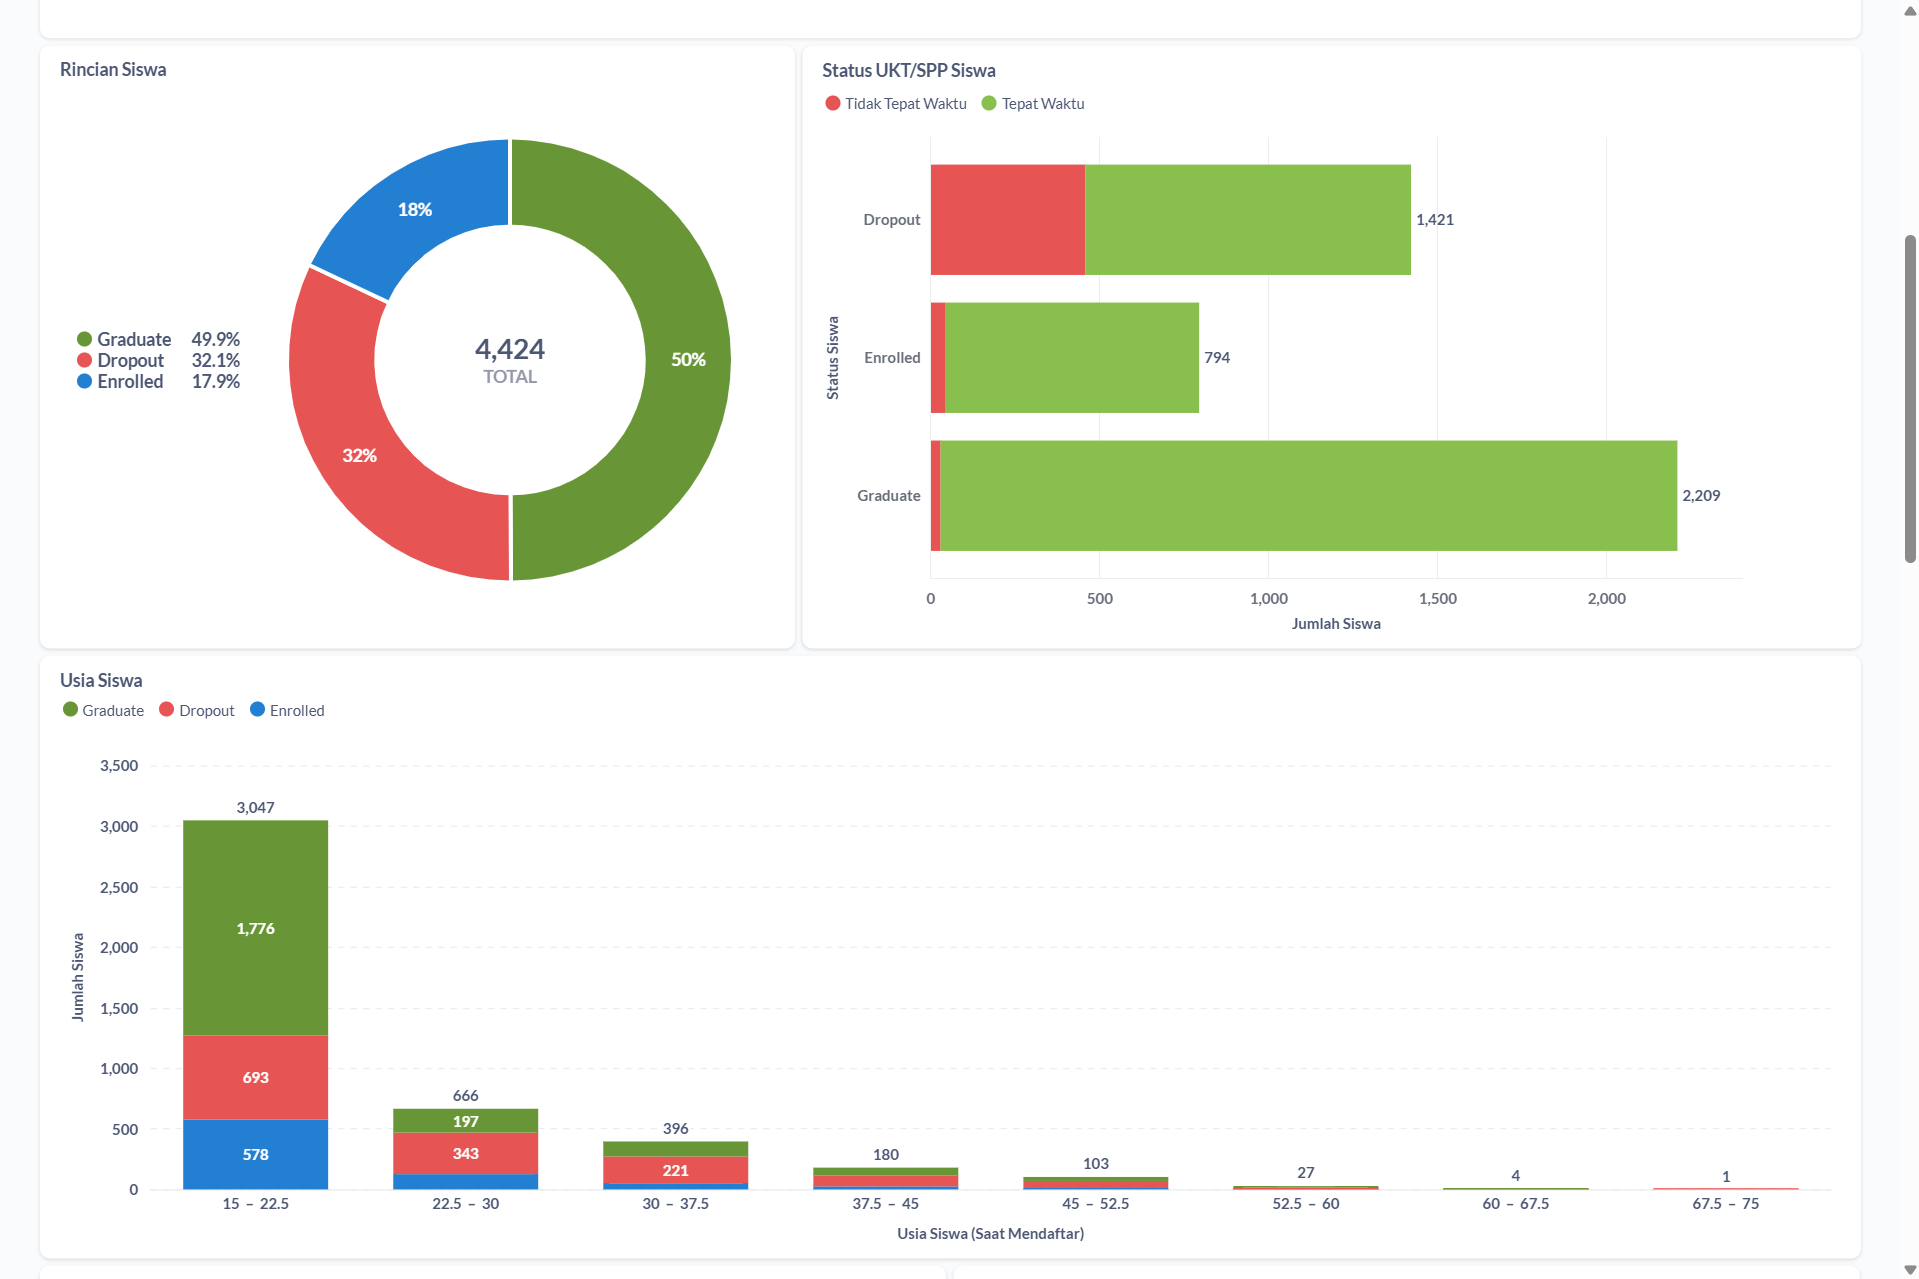 Rincian Siswa
Graduate 49.9%
Dropout 32.1%
Enrolled 17.9%
18%
50%
32%
4,424
TOTAL
Status UKT/SPP Siswa
Tidak Tepat Waktu Tepat Waktu
Status Siswa
Dropout 1,421
Enrolled 794
Graduate 2,209
0 500 1,000 1,500 2,000
Jumlah Siswa
Usia Siswa
Graduate Dropout Enrolled
Jumlah Siswa
3,500
3,000
2,500
2,000
1,500
1,000
500
0
3,047
1,776
693
578
666
197
343
396
221
180
103
27
4
1
15 – 22.5 22.5 – 30 30 – 37.5 37.5 – 45 45 – 52.5 52.5 – 60 60 – 67.5 67.5 – 75
Usia Siswa (Saat Mendaftar)